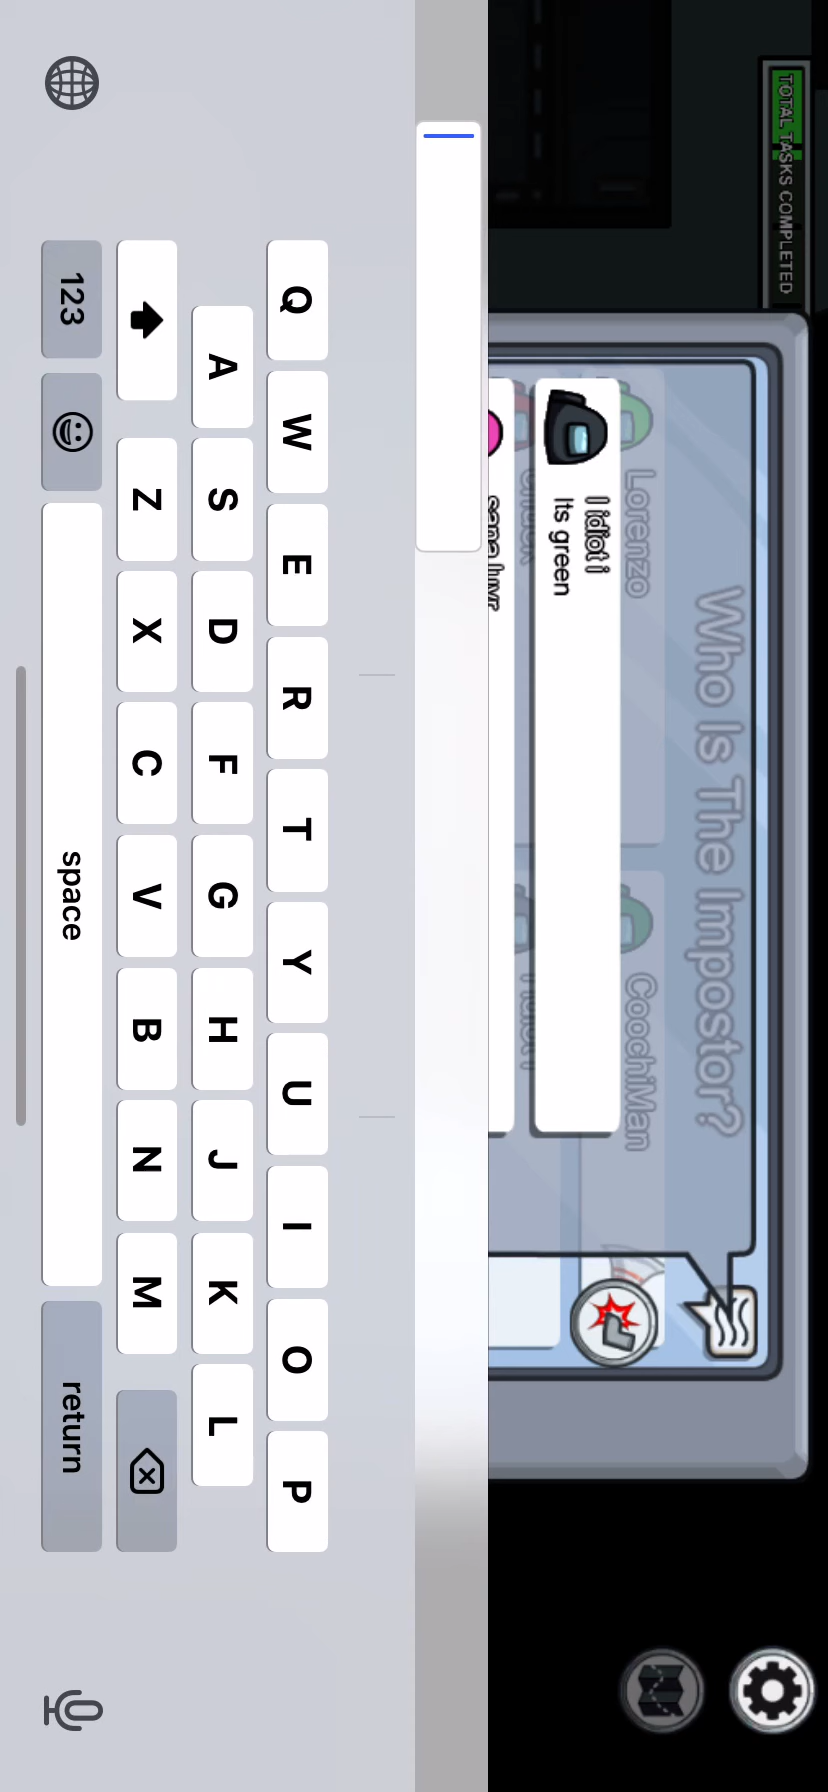 TOTAL TASKS COMPLETED
Who Is The Impostor?
Lorenzo
CoochiMan
I idiot i
Its green
Q W E R T Y U I O P
A S D F G H J K L
Z X C V B N M
123
space
return